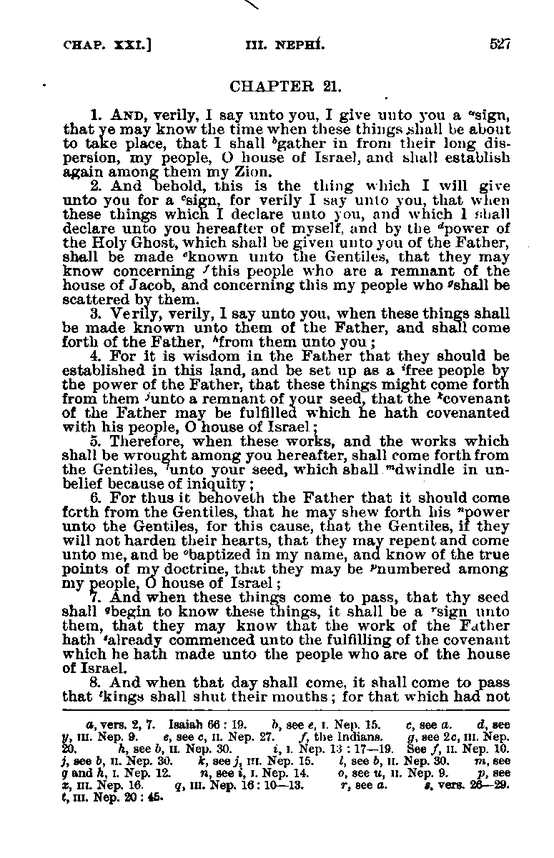 CHAP. XXI.] III. NEPHI. 527
CHAPTER 21.
1. AND, verily, I say unto you, I give unto you a ᵃsign,
that ye may know the time when these things shall be about
to take place, that I shall ᵇgather in from their long dis-
persion, my people, O house of Israel, and shall establish
again among them my Zion.
2. And behold, this is the thing which I will give
unto you for a ᶜsign, for verily I say unto you, that when
these things which I declare unto you, and which I shall
declare unto you hereafter of myself, and by the ᵈpower of
the Holy Ghost, which shall be given unto you of the Father,
shall be made ᵉknown unto the Gentiles, that they may
know concerning ᶠthis people who are a remnant of the
house of Jacob, and concerning this my people who ᵍshall be
scattered by them.
3. Verily, verily, I say unto you, when these things shall
be made known unto them of the Father, and shall come
forth of the Father, ʰfrom them unto you;
4. For it is wisdom in the Father that they should be
established in this land, and be set up as a ⁱfree people by
the power of the Father, that these things might come forth
from them ʲunto a remnant of your seed, that the ᵏcovenant
of the Father may be fulfilled which he hath covenanted
with his people, O house of Israel;
5. Therefore, when these works, and the works which
shall be wrought among you hereafter, shall come forth from
the Gentiles, ˡunto your seed, which shall ᵐdwindle in un-
belief because of iniquity;
6. For thus it behoveth the Father that it should come
forth from the Gentiles, that he may shew forth his ⁿpower
unto the Gentiles, for this cause, that the Gentiles, if they
will not harden their hearts, that they may repent and come
unto me, and be ᵒbaptized in my name, and know of the true
points of my doctrine, that they may be ᵖnumbered among
my people, O house of Israel;
7. And when these things come to pass, that thy seed
shall ᑫbegin to know these things, it shall be a ʳsign unto
them, that they may know that the work of the Father
hath ˢalready commenced unto the fulfilling of the covenant
which he hath made unto the people who are of the house
of Israel.
8. And when that day shall come, it shall come to pass
that ᵗkings shall shut their mouths; for that which had not
a, vers. 2, 7. Isaiah 66 : 19. b, see e, I. Nep. 15. c, see a. d, see
y, III. Nep. 9. e, see c, II. Nep. 27. f, the Indians. g, see 2c, III. Nep.
20. h, see b, II. Nep. 30. i, I. Nep. 13 : 17—19. See f, II. Nep. 10.
j, see b, II. Nep. 30. k, see j, III. Nep. 15. l, see b, II. Nep. 30. m, see
g and h, I. Nep. 12. n, see i, I. Nep. 14. o, see u, II. Nep. 9. p, see
x, III. Nep. 16. q, III. Nep. 16 : 10—13. r, see a. s, vers. 26—29.
t, III. Nep. 20 : 45.